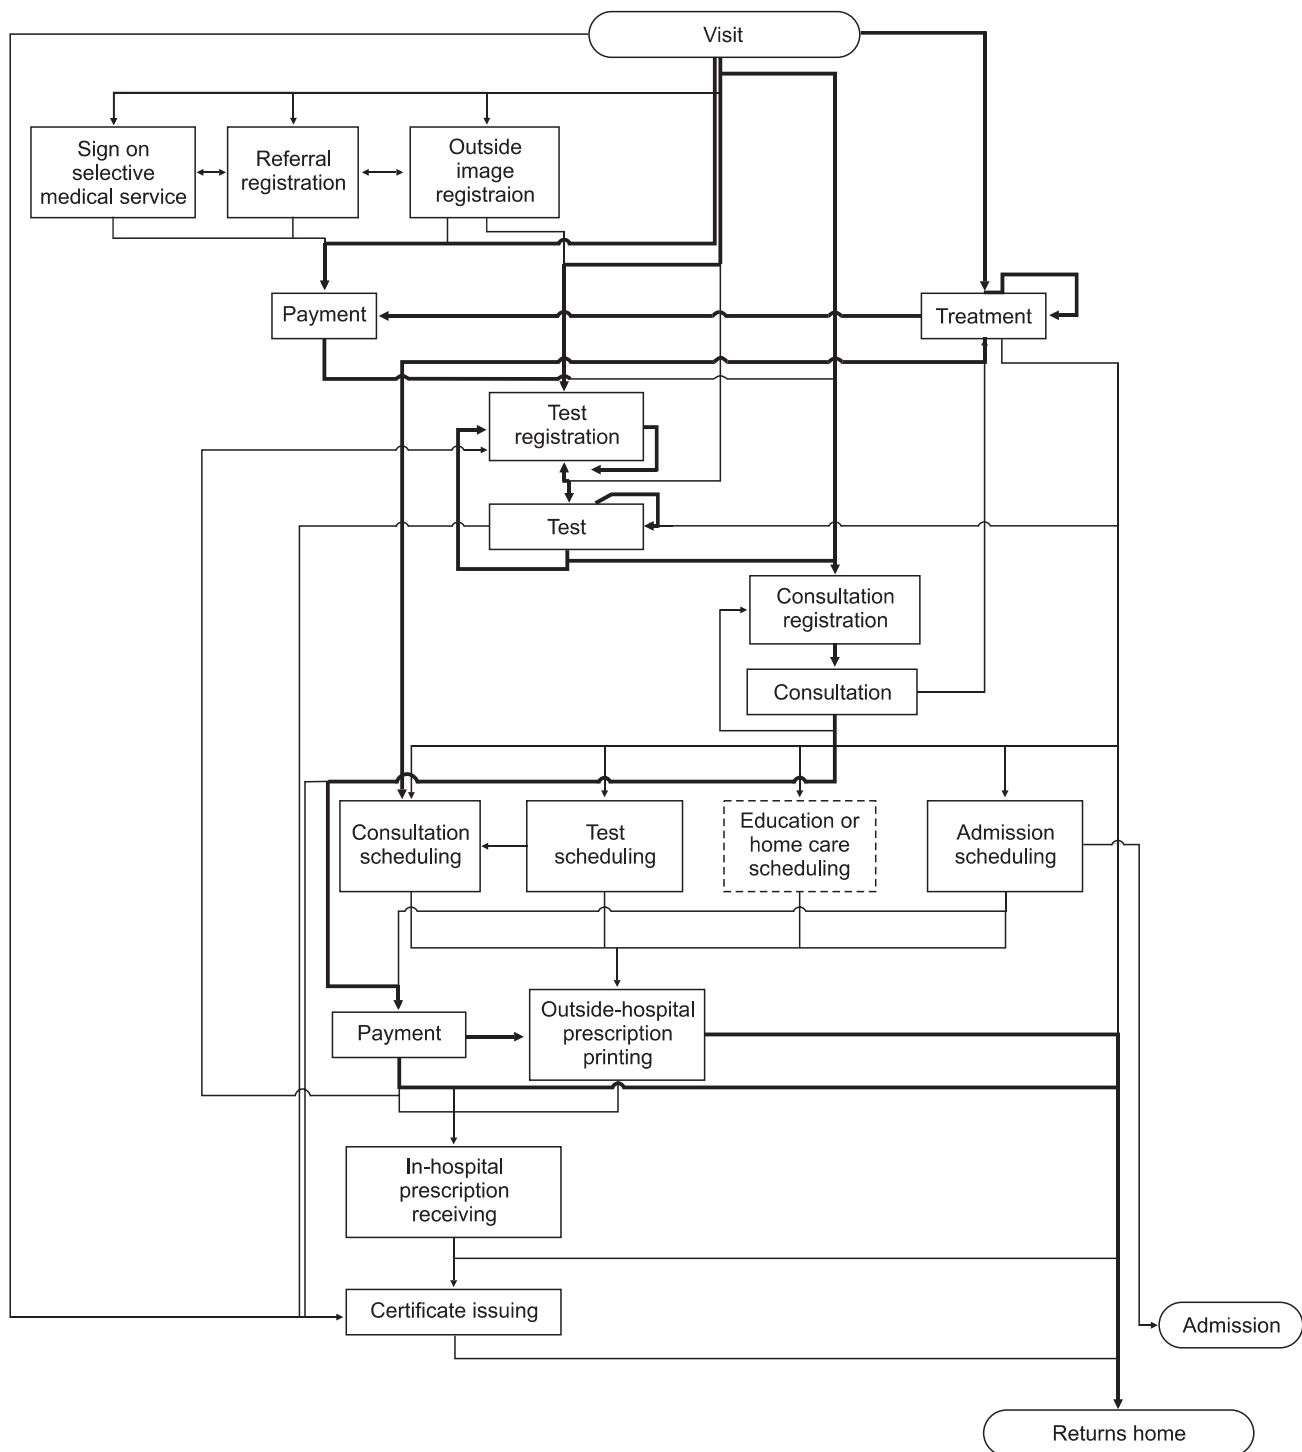 Visit
Sign on
selective
medical service
Referral
registration
Outside
image
registraion
Payment
Treatment
Test
registration
Test
Consultation
registration
Consultation
Consultation
scheduling
Test
scheduling
Education or
home care
scheduling
Admission
scheduling
Payment
Outside-hospital
prescription
printing
In-hospital
prescription
receiving
Certificate issuing
Admission
Returns home